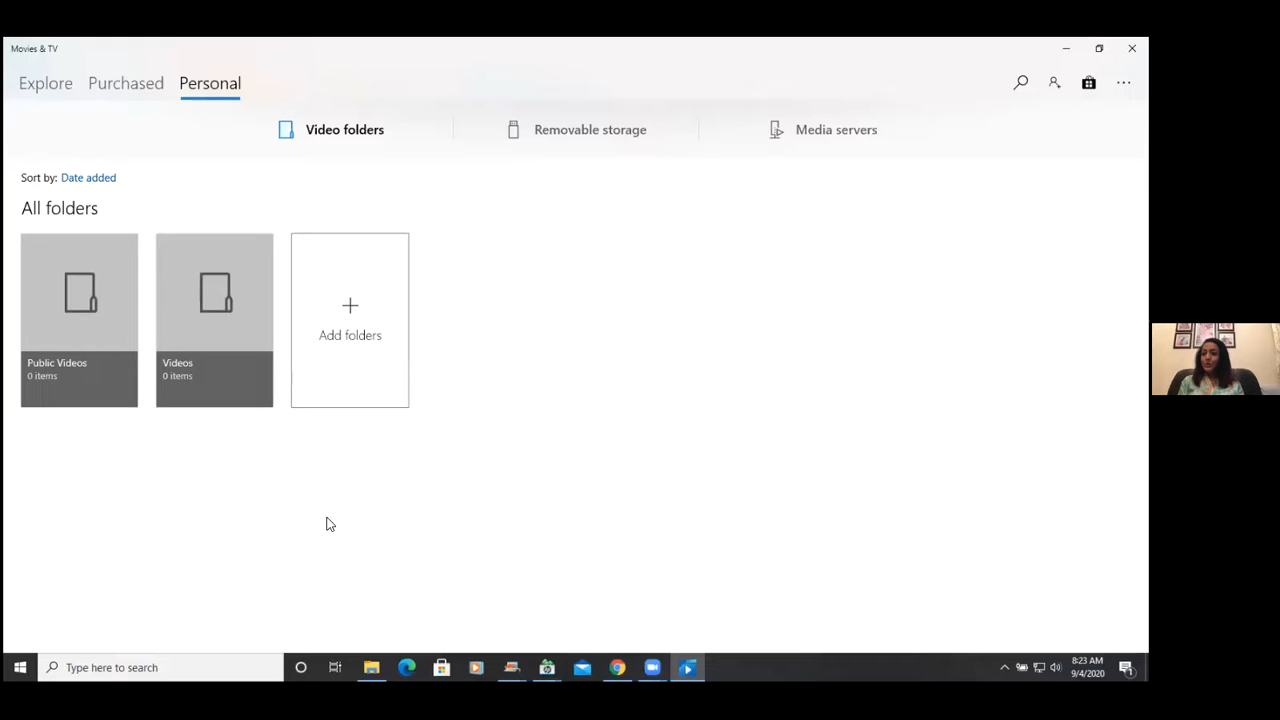 Movies & TV
Explore Purchased Personal
Video folders Removable storage Media servers
Sort by: Date added
All folders
Add folders
Public Videos
0 items
Videos
0 items
Type here to search
8:23 AM
9/4/2020
1